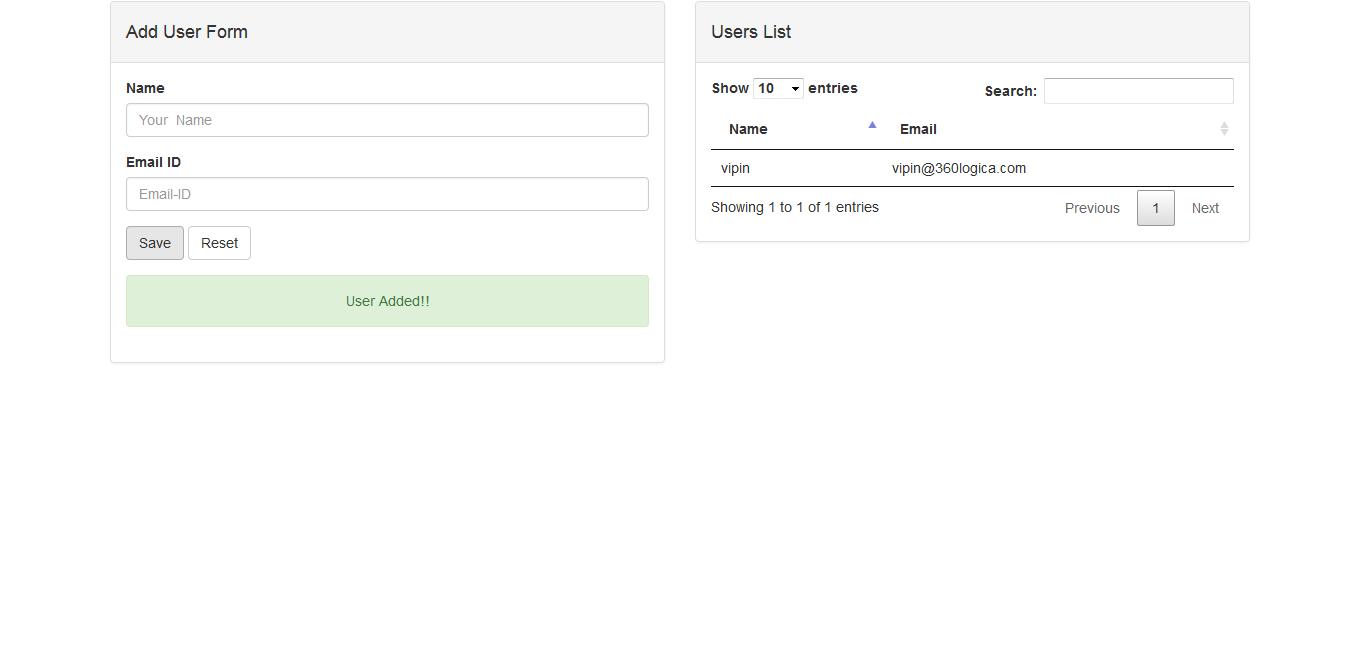 Add User Form
Name
Your  Name
Email ID
Email-ID
Save Reset
User Added!!
Users List
Show 10 entries Search:
Name Email
vipin vipin@360logica.com
Showing 1 to 1 of 1 entries Previous 1 Next